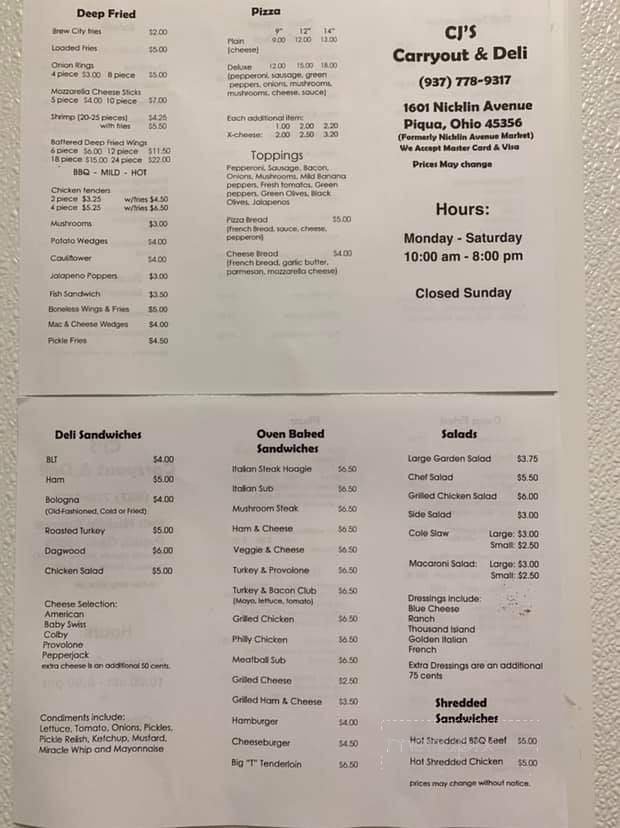 Deep Fried
Brew City fries $2.00
Loaded Fries $5.00
Onion Rings
4 piece $3.00 8 piece $5.00
Mozzarella Cheese Sticks
5 piece $4.00 10 piece $7.00
Shrimp (20-25 pieces) $4.25
with fries $5.50
Battered Deep Fried Wings
6 piece $6.00 12 piece $11.50
18 piece $15.00 24 piece $22.00
BBQ - MILD - HOT
Chicken tenders
2 piece $3.25 w/fries $4.50
4 piece $5.25 w/fries $6.50
Mushrooms $3.00
Potato Wedges $4.00
Cauliflower $4.00
Jalapeno Poppers $3.00
Fish Sandwich $3.50
Boneless Wings & Fries $5.00
Mac & Cheese Wedges $4.00
Pickle Fries $4.50
Pizza
9" 12" 14"
Plain 9.00 12.00 13.00
(cheese)
Deluxe 12.00 15.00 18.00
(pepperoni, sausage, green
peppers, onions, mushrooms,
mushrooms, cheese, sauce)
Each additional item:
1.00 2.00 2.20
X-cheese: 2.00 2.50 3.20
Toppings
Pepperoni, Sausage, Bacon,
Onions, Mushrooms, Mild Banana
peppers, Fresh tomatos, Green
peppers, Green Olives, Black
Olives, Jalapenos
Pizza Bread $5.00
(French Bread, sauce, cheese,
pepperoni)
Cheese Bread $4.00
(French bread, garlic butter,
parmesan, mozzarella cheese)
CJ'S
Carryout & Deli
(937) 778-9317
1601 Nicklin Avenue
Piqua, Ohio 45356
(Formerly Nicklin Avenue Market)
We Accept Master Card & Visa
Prices May change
Hours:
Monday - Saturday
10:00 am - 8:00 pm
Closed Sunday
Deli Sandwiches
BLT $4.00
Ham $5.00
Bologna $4.00
(Old-Fashioned, Cold or Fried)
Roasted Turkey $5.00
Dagwood $6.00
Chicken Salad $5.00
Cheese Selection:
American
Baby Swiss
Colby
Provolone
Pepperjack
extra cheese is an additional 50 cents.
Condiments include:
Lettuce, Tomato, Onions, Pickles,
Pickle Relish, Ketchup, Mustard,
Miracle Whip and Mayonnaise
Oven Baked
Sandwiches
Italian Steak Hoagie $6.50
Italian Sub $6.50
Mushroom Steak $6.50
Ham & Cheese $6.50
Veggie & Cheese $6.50
Turkey & Provolone $6.50
Turkey & Bacon Club $6.50
(Mayo, lettuce, tomato)
Grilled Chicken $6.50
Philly Chicken $6.50
Meatball Sub $6.50
Grilled Cheese $2.50
Grilled Ham & Cheese $3.50
Hamburger $4.00
Cheeseburger $4.50
Big "T" Tenderloin $6.50
Salads
Large Garden Salad $3.75
Chef Salad $5.50
Grilled Chicken Salad $6.00
Side Salad $3.00
Cole Slaw Large: $3.00
Small: $2.50
Macaroni Salad: Large: $3.00
Small: $2.50
Dressings Include:
Blue Cheese
Ranch
Thousand Island
Golden Italian
French
Extra Dressings are an additional
75 cents
Shredded
Sandwiches
Hot Shredded BBQ Beef $5.00
Hot Shredded Chicken $5.00
prices may change without notice.